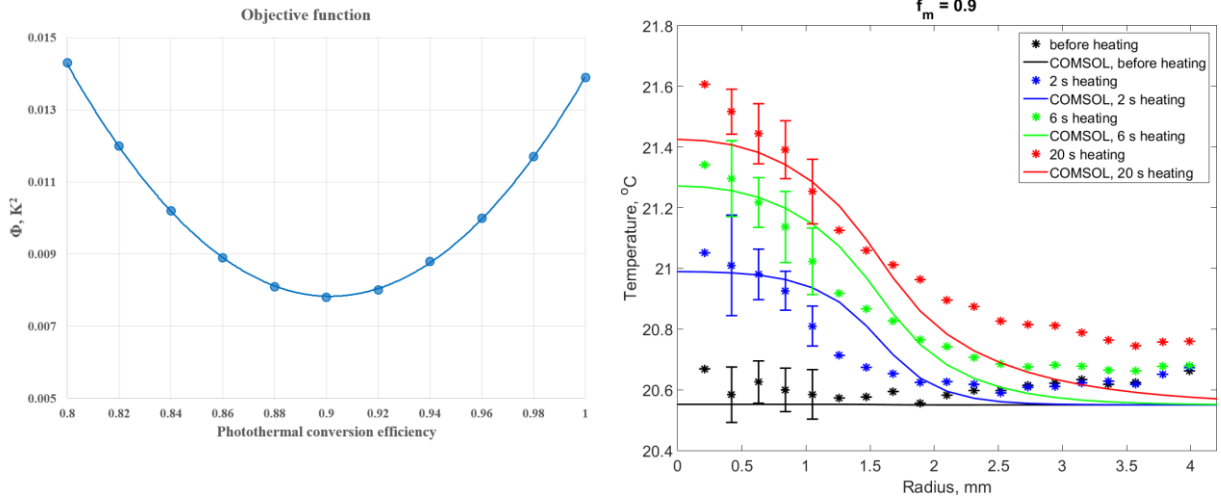 Objective function
0.015
0.013
0.011
0.009
0.007
0.005
Φ, K²
0.8 0.82 0.84 0.86 0.88 0.9 0.92 0.94 0.96 0.98 1
Photothermal conversion efficiency
f_m = 0.9
21.8
21.6
21.4
21.2
21
20.8
20.6
20.4
Temperature, °C
before heating
COMSOL, before heating
2 s heating
COMSOL, 2 s heating
6 s heating
COMSOL, 6 s heating
20 s heating
COMSOL, 20 s heating
0 0.5 1 1.5 2 2.5 3 3.5 4
Radius, mm